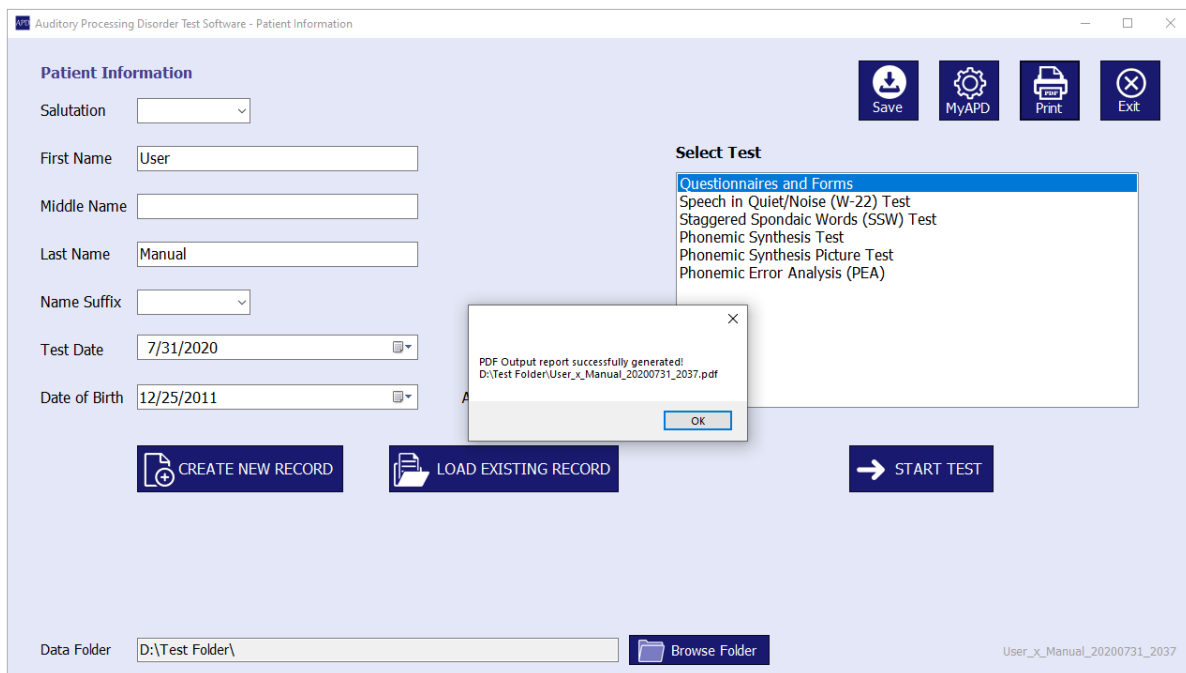 APD Auditory Processing Disorder Test Software - Patient Information
Patient Information
Salutation
First Name User
Middle Name
Last Name Manual
Name Suffix
Test Date 7/31/2020
Date of Birth 12/25/2011
A
Save
MyAPD
PDF
Print
Exit
Select Test
Questionnaires and Forms
Speech in Quiet/Noise (W-22) Test
Staggered Spondaic Words (SSW) Test
Phonemic Synthesis Test
Phonemic Synthesis Picture Test
Phonemic Error Analysis (PEA)
PDF Output report successfully generated!
D:\Test Folder\User_x_Manual_20200731_2037.pdf
OK
CREATE NEW RECORD
LOAD EXISTING RECORD
START TEST
Data Folder D:\Test Folder\
Browse Folder
User_x_Manual_20200731_2037